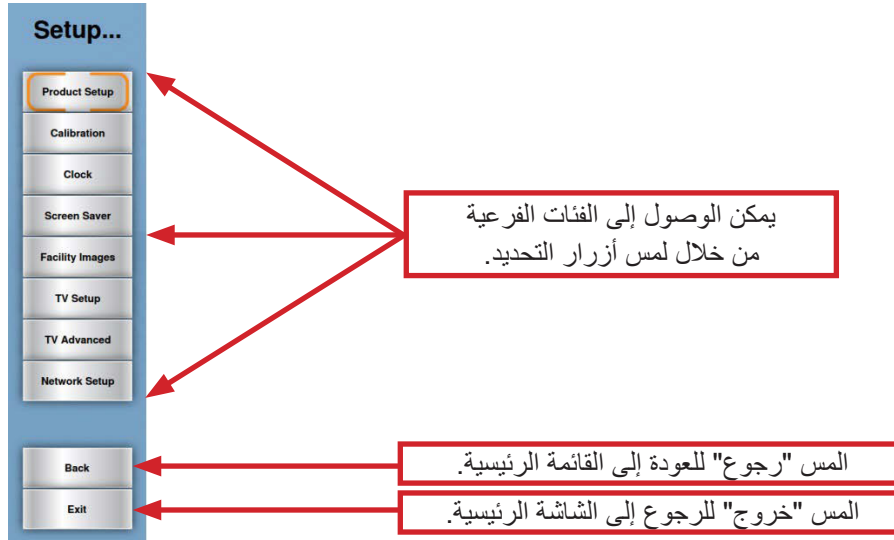 Setup...
Product Setup
Calibration
Clock
Screen Saver
Facility Images
TV Setup
TV Advanced
Network Setup
Back
Exit
يمكن الوصول إلى الفئات الفرعية
من خلال لمس أزرار التحديد.
المس "رجوع" للعودة إلى القائمة الرئيسية.
المس "خروج" للرجوع إلى الشاشة الرئيسية.